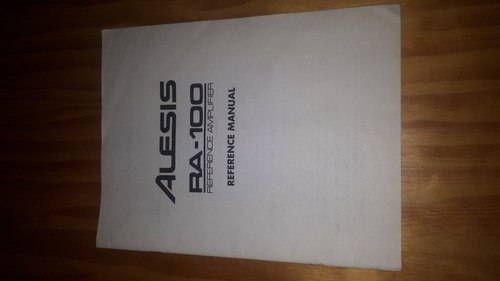 ALESIS
RA-100
REFERENCE AMPLIFIER
REFERENCE MANUAL